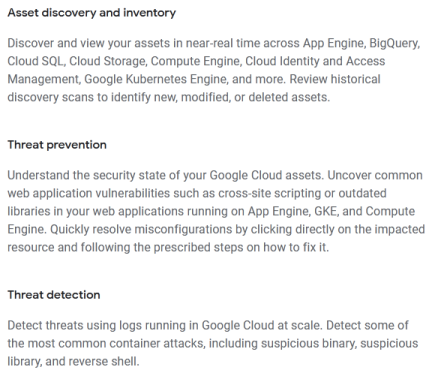 Asset discovery and inventory
Discover and view your assets in near-real time across App Engine, BigQuery,
Cloud SQL, Cloud Storage, Compute Engine, Cloud Identity and Access
Management, Google Kubernetes Engine, and more. Review historical
discovery scans to identify new, modified, or deleted assets.
Threat prevention
Understand the security state of your Google Cloud assets. Uncover common
web application vulnerabilities such as cross-site scripting or outdated
libraries in your web applications running on App Engine, GKE, and Compute
Engine. Quickly resolve misconfigurations by clicking directly on the impacted
resource and following the prescribed steps on how to fix it.
Threat detection
Detect threats using logs running in Google Cloud at scale. Detect some of
the most common container attacks, including suspicious binary, suspicious
library, and reverse shell.